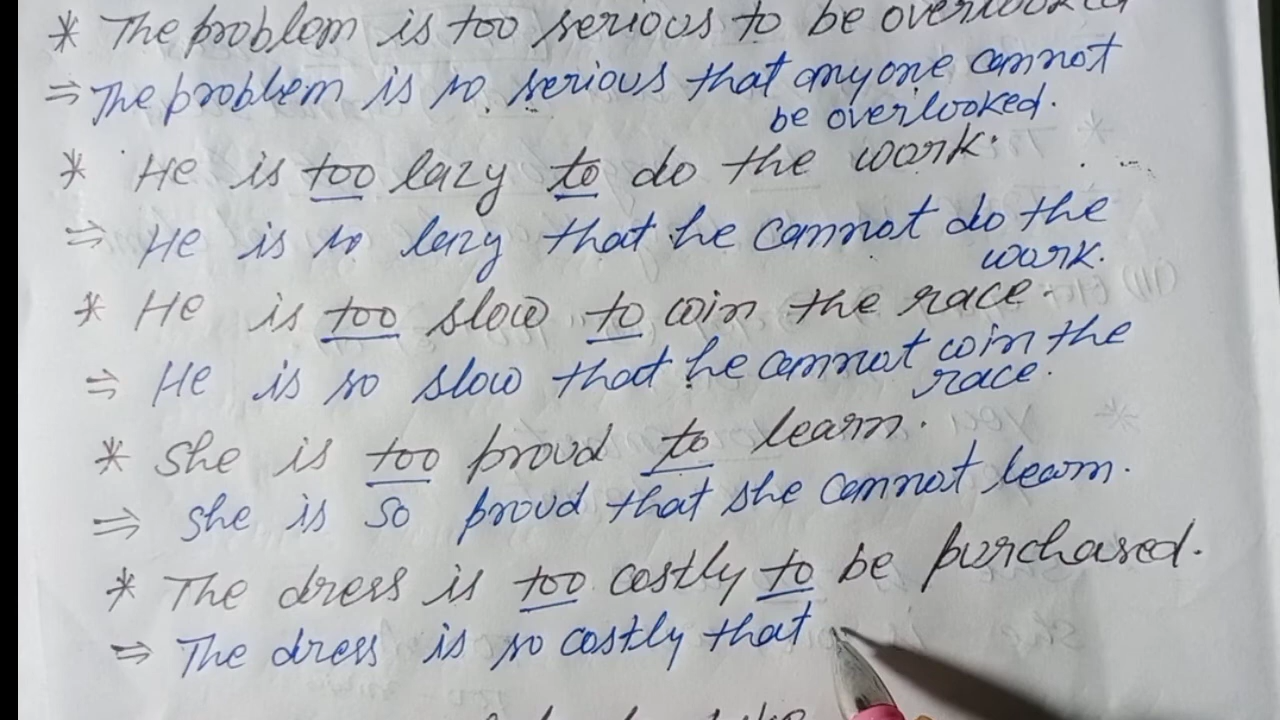 * The problem is too serious to be overlooked
⇒ The problem is so serious that anyone cannot
be overlooked.
* He is too lazy to do the work.
⇒ He is so lazy that he cannot do the
work.
* He is too slow to win the race.
⇒ He is so slow that he cannot win the
race.
* She is too proud to learn.
⇒ She is so proud that she cannot learn.
* The dress is too costly to be purchased.
⇒ The dress is so costly that